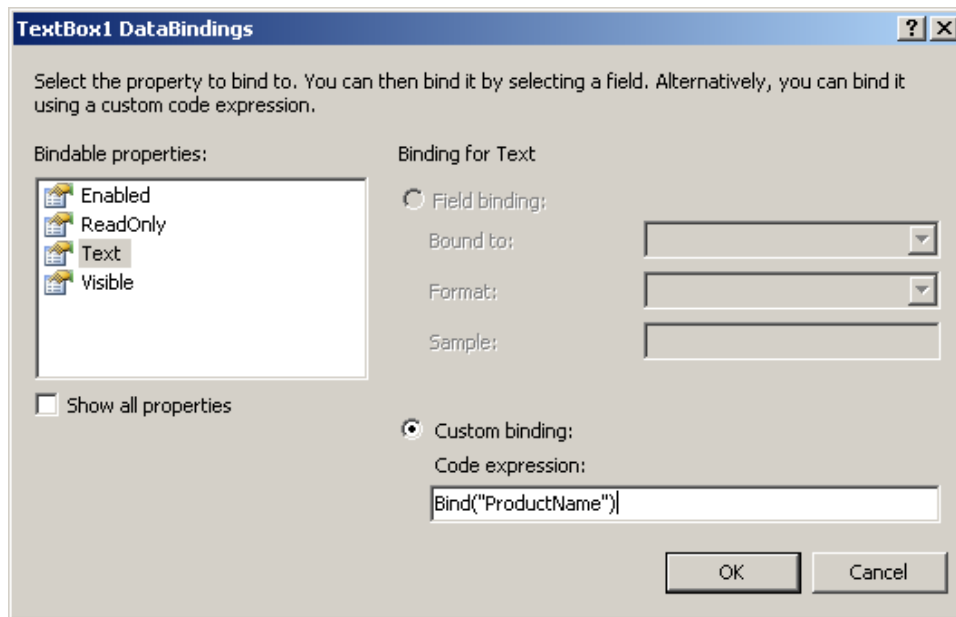 TextBox1 DataBindings
Select the property to bind to. You can then bind it by selecting a field. Alternatively, you can bind it
using a custom code expression.
Bindable properties:
Enabled
ReadOnly
Text
Visible
Show all properties
Binding for Text
Field binding:
Bound to:
Format:
Sample:
Custom binding:
Code expression:
Bind("ProductName")
OK
Cancel